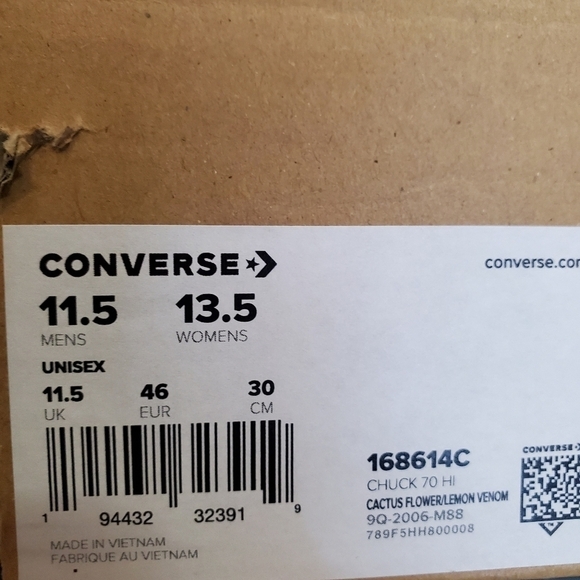 CONVERSE
converse.com
11.5 13.5
MENS WOMENS
UNISEX
11.5 46 30
UK EUR CM
1 94432 32391 9
168614C
CHUCK 70 HI
CACTUS FLOWER/LEMON VENOM
9Q-2006-M88
789F5HH800008
CONVERSE
MADE IN VIETNAM
FABRIQUE AU VIETNAM